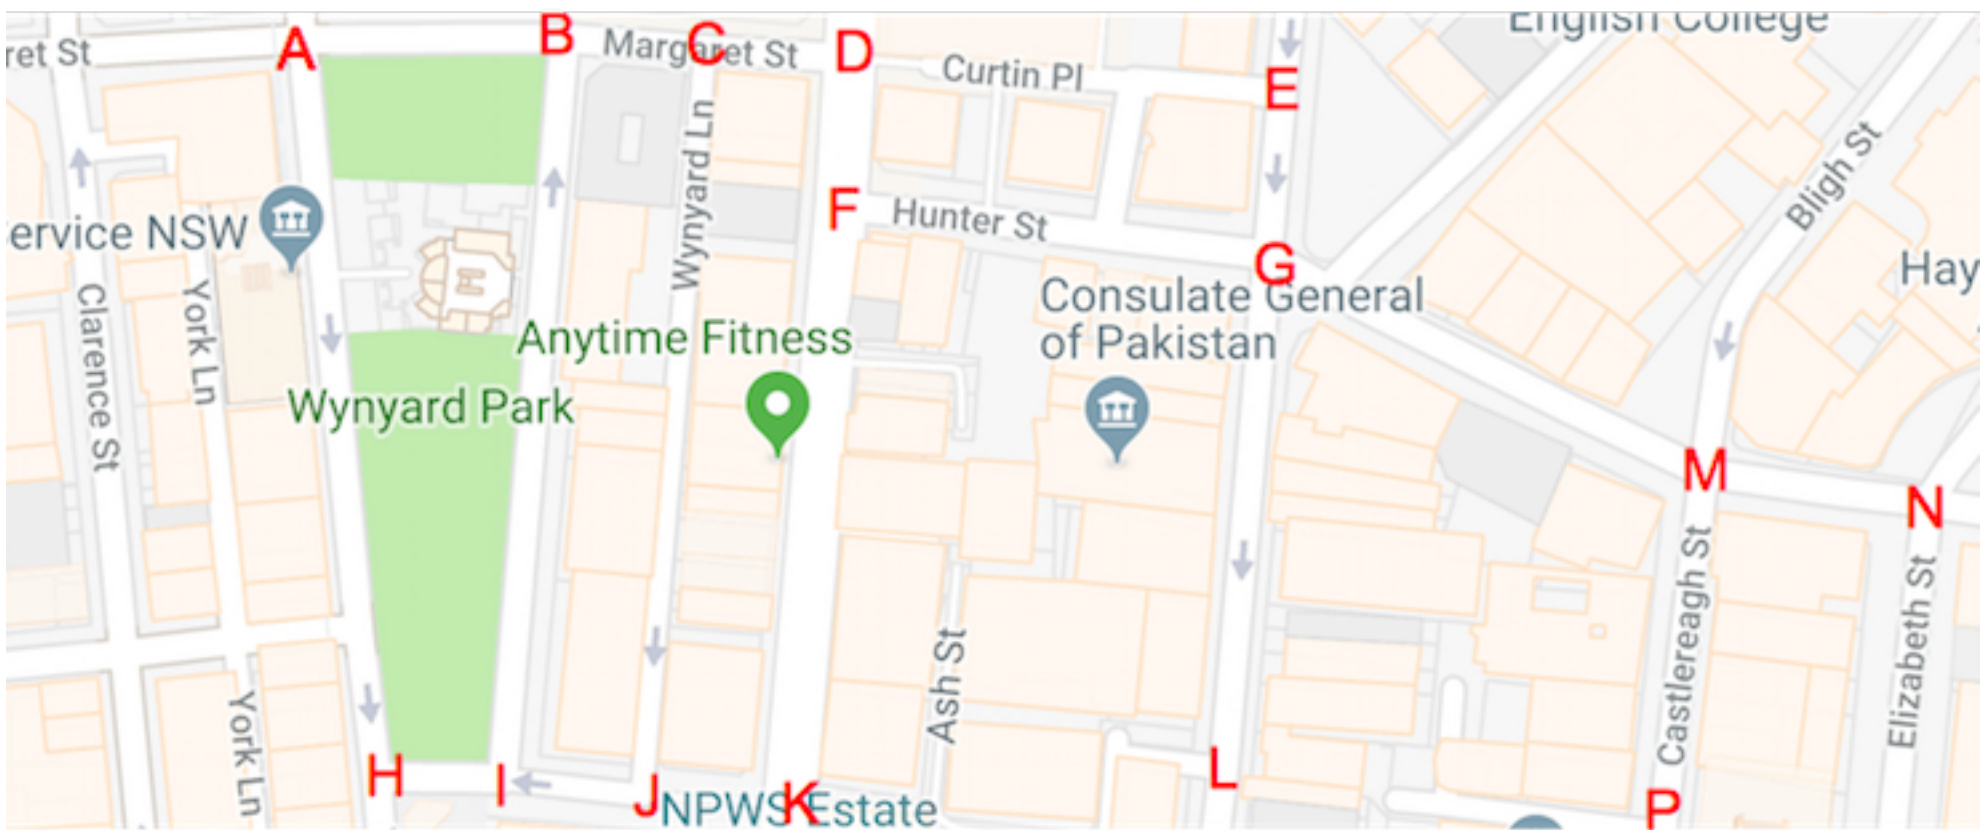 English College
A
B
C
D
ret St
Margaret St
Curtin Pl
E
Wynyard Ln
Bligh St
F
Hunter St
ervice NSW
G
Hay
Consulate General
of Pakistan
Clarence St
York Ln
Anytime Fitness
Wynyard Park
M
N
Castlereagh St
Elizabeth St
Ash St
York Ln
H
I
J
K
L
P
NPWS Estate